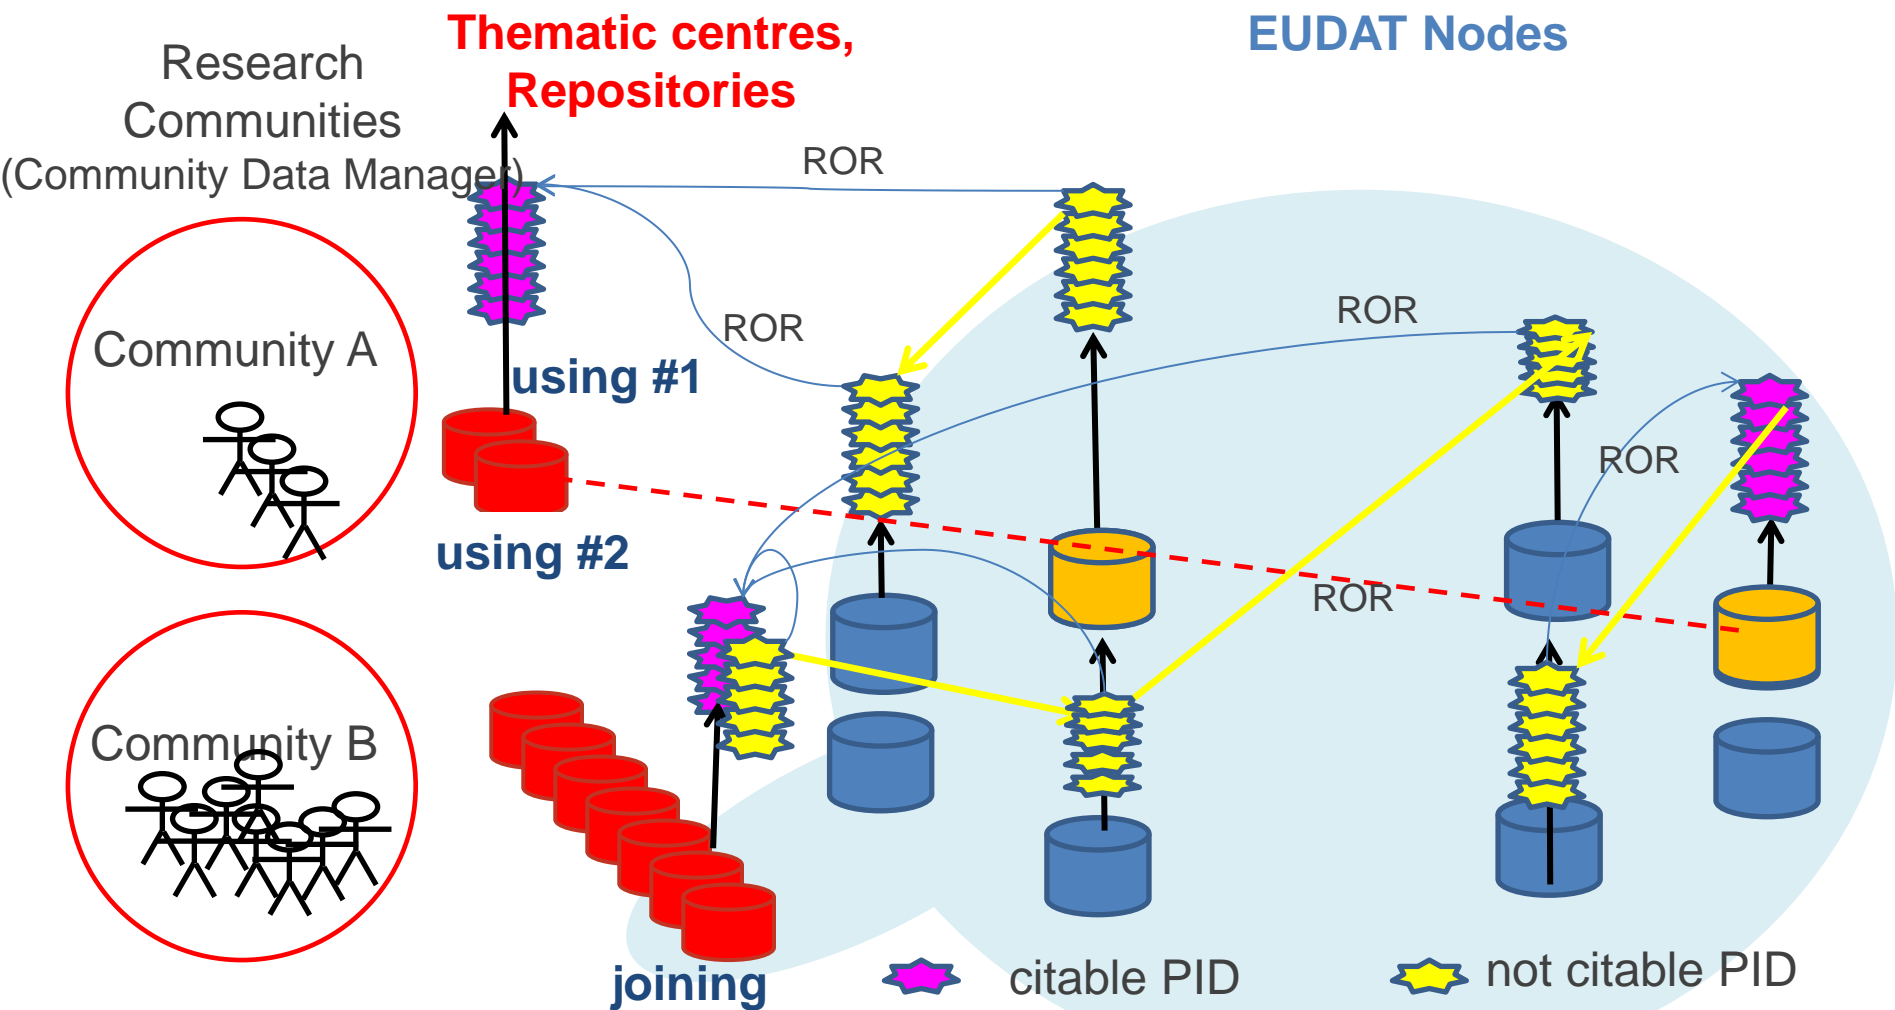 Thematic centres,
Repositories
EUDAT Nodes
Research
Communities
(Community Data Manager)
ROR
ROR
ROR
Community A
using #1
ROR
using #2
ROR
Community B
joining
citable PID
not citable PID